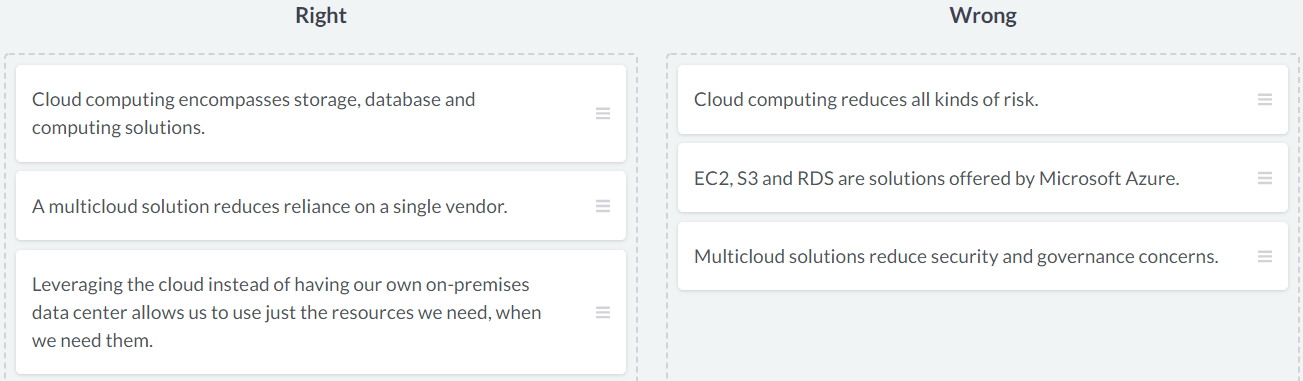 Right
Cloud computing encompasses storage, database and
computing solutions.
A multicloud solution reduces reliance on a single vendor.
Leveraging the cloud instead of having our own on-premises
data center allows us to use just the resources we need, when
we need them.
Wrong
Cloud computing reduces all kinds of risk.
EC2, S3 and RDS are solutions offered by Microsoft Azure.
Multicloud solutions reduce security and governance concerns.